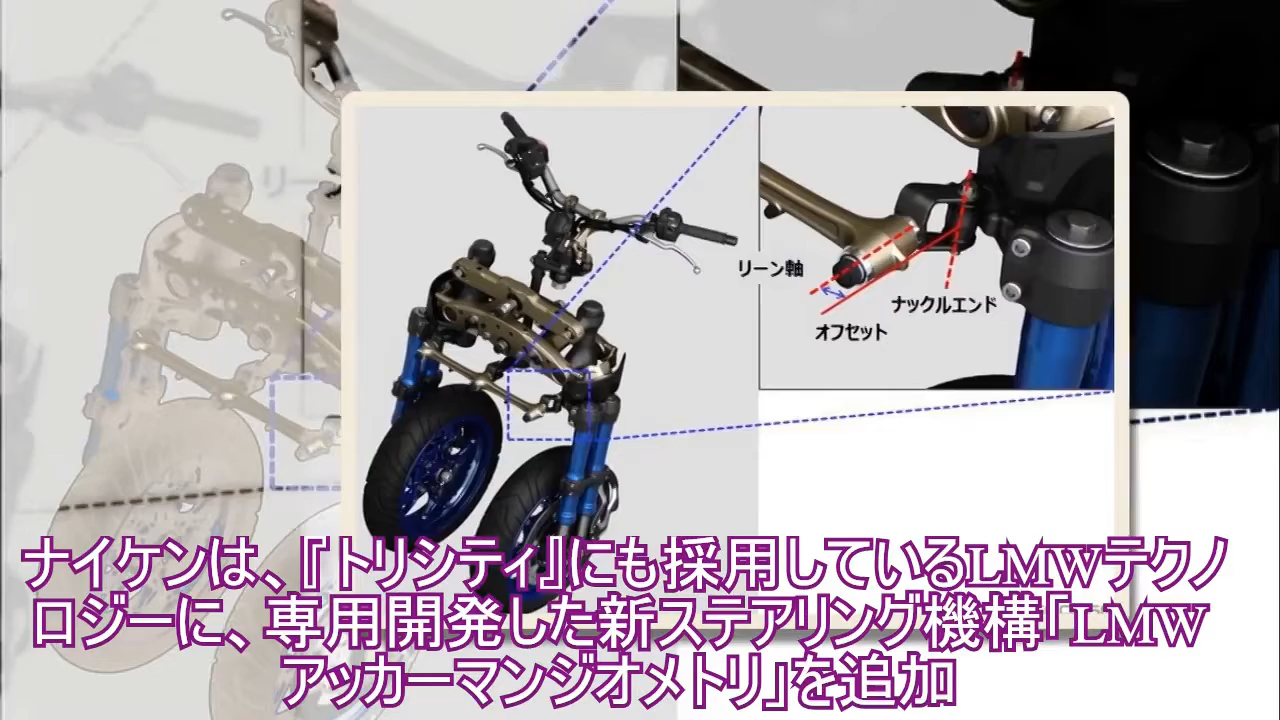 リーン軸
ナックルエンド
オフセット
ナイケンは、『トリシティ』にも採用しているLMWテクノ
ロジーに、専用開発した新ステアリング機構「LMW
アッカーマンジオメトリ」を追加